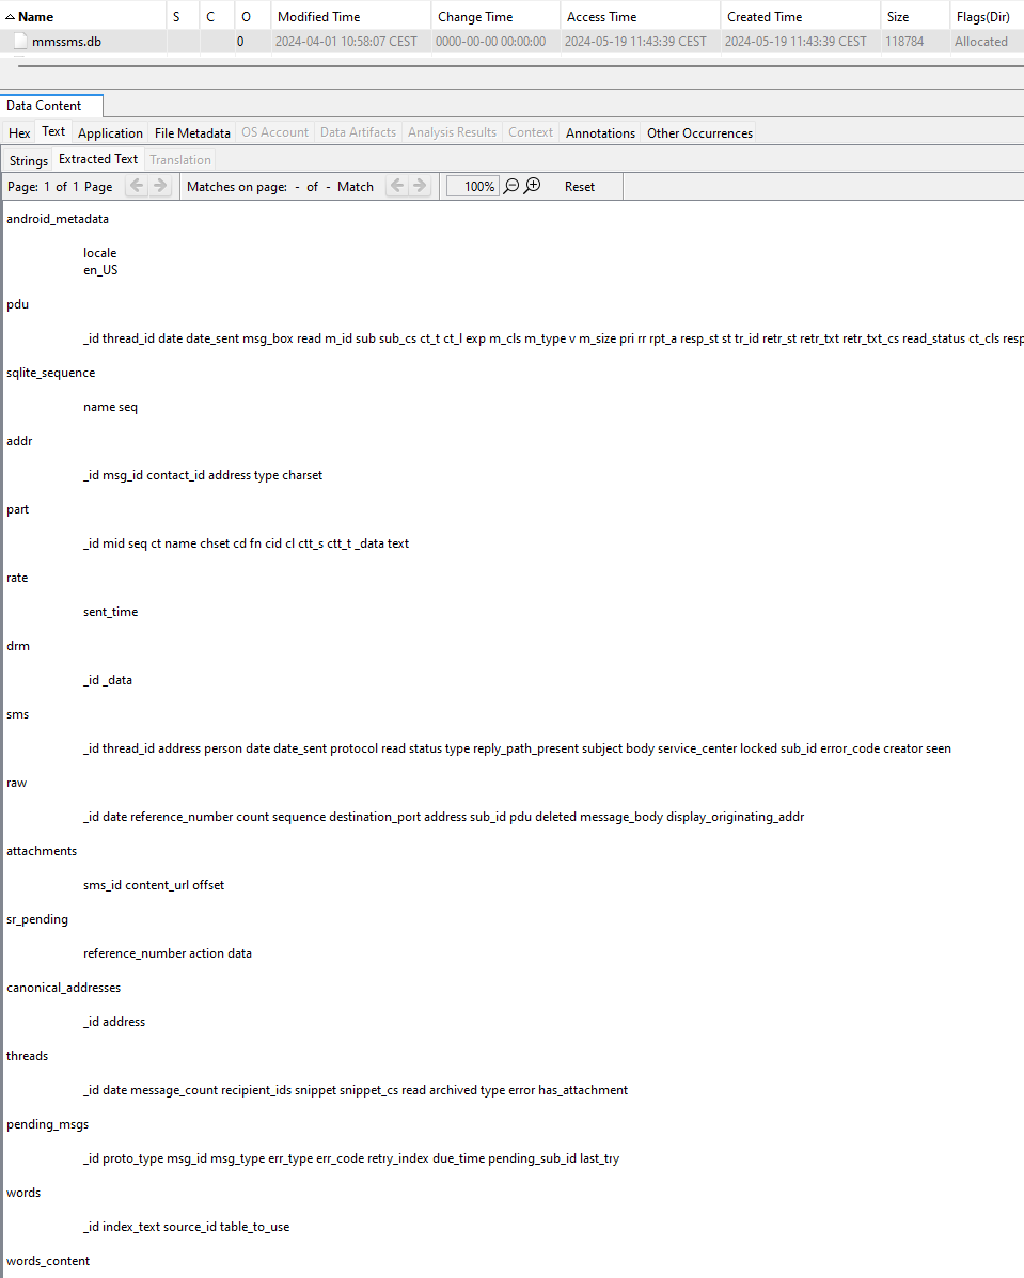 Name S C O Modified Time Change Time Access Time Created Time Size Flags(Dir)
mmssms.db 0 2024-04-01 10:58:07 CEST 0000-00-00 00:00:00 2024-05-19 11:43:39 CEST 2024-05-19 11:43:39 CEST 118784 Allocated
Data Content
Hex Text Application File Metadata OS Account Data Artifacts Analysis Results Context Annotations Other Occurrences
Strings Extracted Text Translation
Page: 1 of 1 Page Matches on page: - of - Match 100% Reset
android_metadata
locale
en_US
pdu
_id thread_id date date_sent msg_box read m_id sub sub_cs ct_t ct_l exp m_cls m_type v m_size pri rr rpt_a resp_st st tr_id retr_st retr_txt retr_txt_cs read_status ct_cls resp
sqlite_sequence
name seq
addr
_id msg_id contact_id address type charset
part
_id mid seq ct name chset cd fn cid cl ctt_s ctt_t _data text
rate
sent_time
drm
_id _data
sms
_id thread_id address person date date_sent protocol read status type reply_path_present subject body service_center locked sub_id error_code creator seen
raw
_id date reference_number count sequence destination_port address sub_id pdu deleted message_body display_originating_addr
attachments
sms_id content_url offset
sr_pending
reference_number action data
canonical_addresses
_id address
threads
_id date message_count recipient_ids snippet snippet_cs read archived type error has_attachment
pending_msgs
_id proto_type msg_id msg_type err_type err_code retry_index due_time pending_sub_id last_try
words
_id index_text source_id table_to_use
words_content